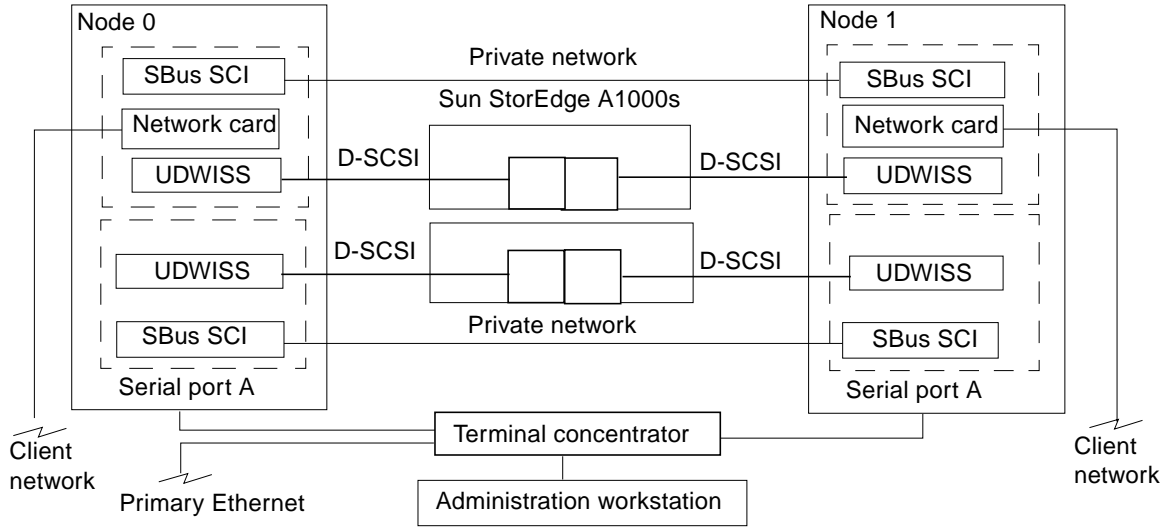 Node 0
Node 1
Private network
SBus SCI
SBus SCI
Sun StorEdge A1000s
Network card
Network card
D-SCSI
D-SCSI
UDWISS
UDWISS
D-SCSI
D-SCSI
UDWISS
UDWISS
Private network
SBus SCI
SBus SCI
Serial port A
Serial port A
Terminal concentrator
Client
network
Client
network
Primary Ethernet
Administration workstation